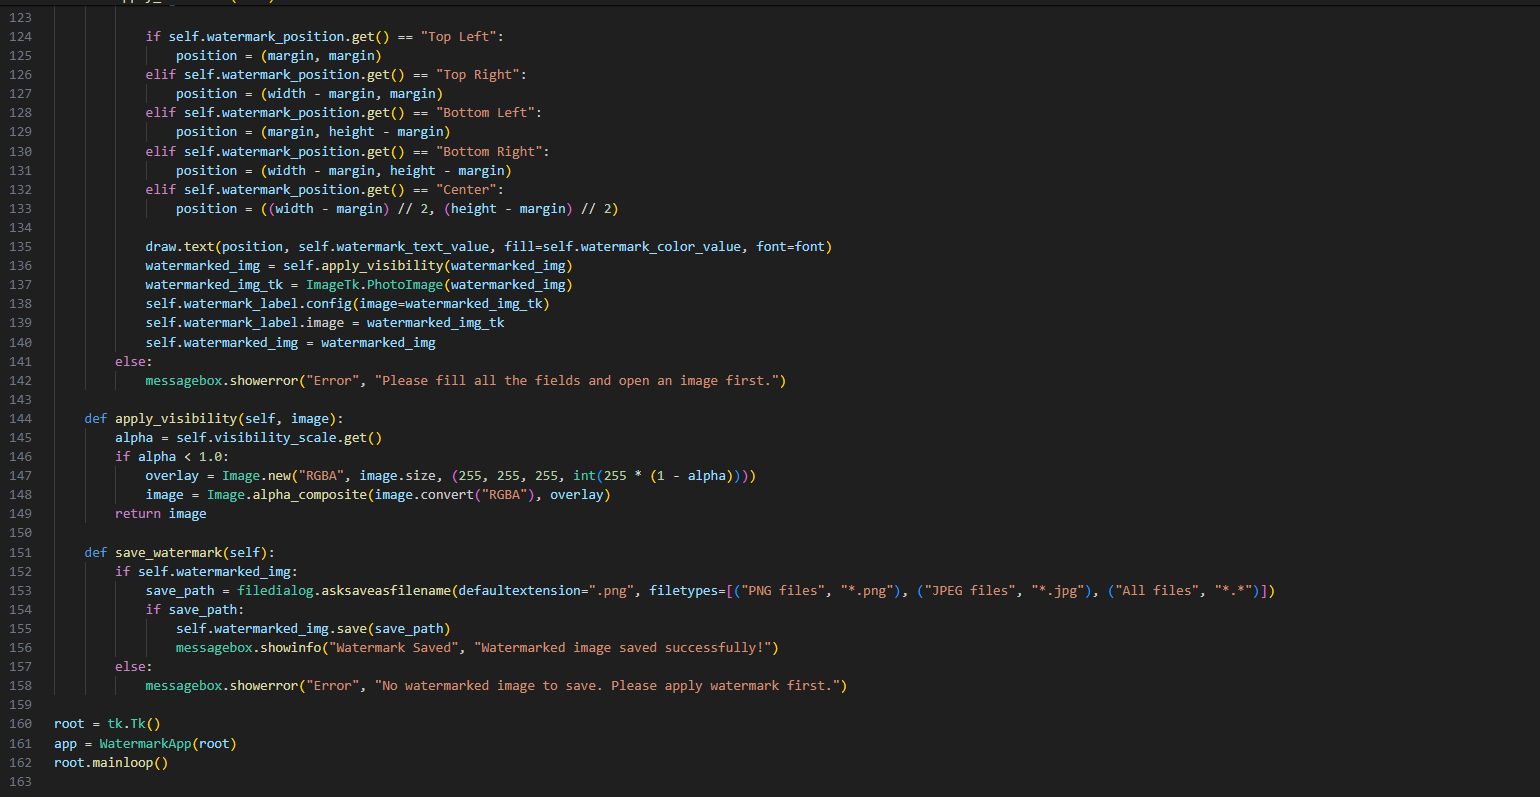 123
124 if self.watermark_position.get() == "Top Left":
125 position = (margin, margin)
126 elif self.watermark_position.get() == "Top Right":
127 position = (width - margin, margin)
128 elif self.watermark_position.get() == "Bottom Left":
129 position = (margin, height - margin)
130 elif self.watermark_position.get() == "Bottom Right":
131 position = (width - margin, height - margin)
132 elif self.watermark_position.get() == "Center":
133 position = ((width - margin) // 2, (height - margin) // 2)
134
135 draw.text(position, self.watermark_text_value, fill=self.watermark_color_value, font=font)
136 watermarked_img = self.apply_visibility(watermarked_img)
137 watermarked_img_tk = ImageTk.PhotoImage(watermarked_img)
138 self.watermark_label.config(image=watermarked_img_tk)
139 self.watermark_label.image = watermarked_img_tk
140 self.watermarked_img = watermarked_img
141 else:
142 messagebox.showerror("Error", "Please fill all the fields and open an image first.")
143
144 def apply_visibility(self, image):
145 alpha = self.visibility_scale.get()
146 if alpha < 1.0:
147 overlay = Image.new("RGBA", image.size, (255, 255, 255, int(255 * (1 - alpha))))
148 image = Image.alpha_composite(image.convert("RGBA"), overlay)
149 return image
150
151 def save_watermark(self):
152 if self.watermarked_img:
153 save_path = filedialog.asksaveasfilename(defaultextension=".png", filetypes=[("PNG files", "*.png"), ("JPEG files", "*.jpg"), ("All files", "*.*")])
154 if save_path:
155 self.watermarked_img.save(save_path)
156 messagebox.showinfo("Watermark Saved", "Watermarked image saved successfully!")
157 else:
158 messagebox.showerror("Error", "No watermarked image to save. Please apply watermark first.")
159
160 root = tk.Tk()
161 app = WatermarkApp(root)
162 root.mainloop()
163